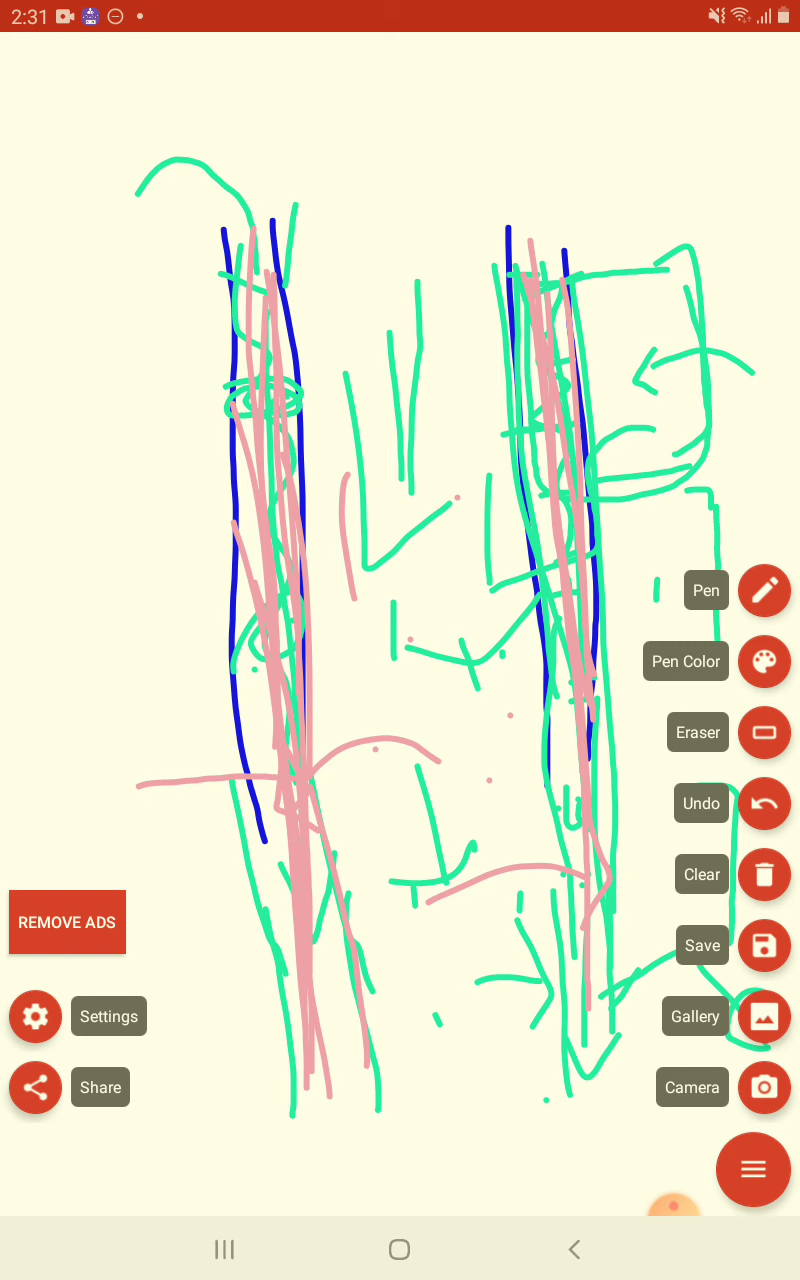 2:31
Pen
Pen Color
Eraser
Undo
Clear
REMOVE ADS
Save
Settings
Gallery
Share
Camera